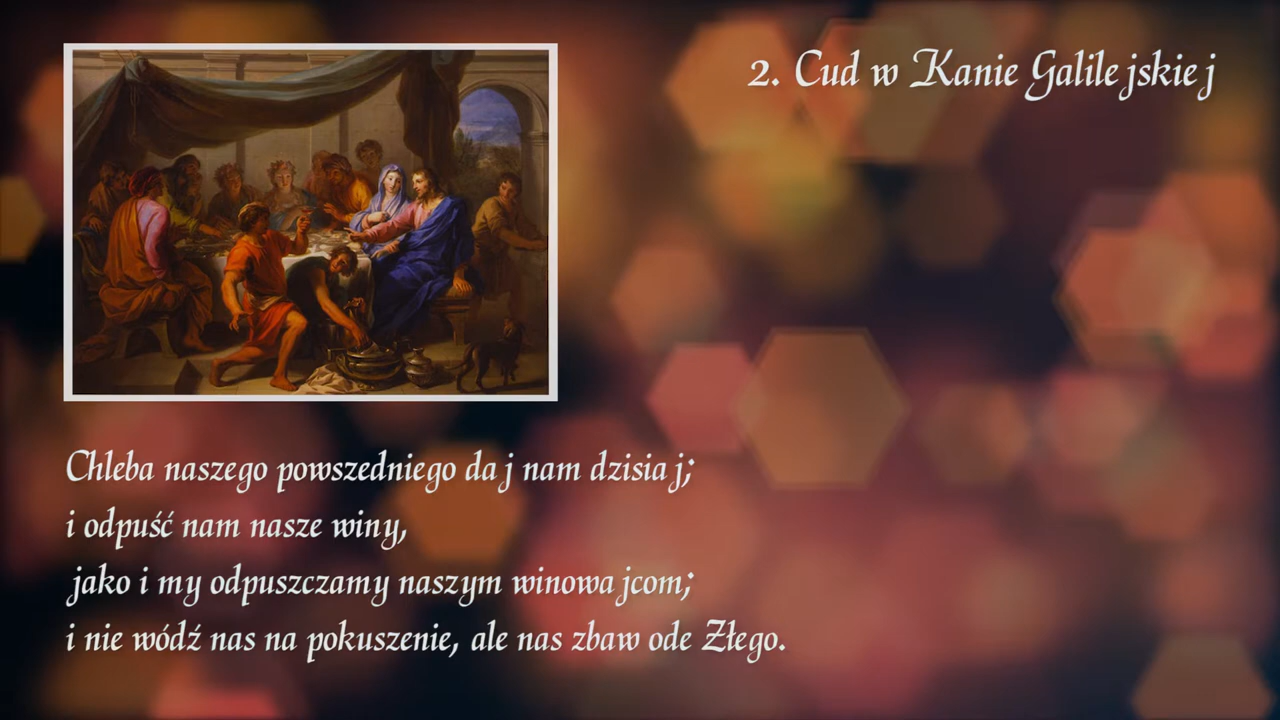 2. Cud w Kanie Galilejskiej
Chleba naszego powszedniego daj nam dzisiaj;
i odpuść nam nasze winy,
jako i my odpuszczamy naszym winowajcom;
i nie wódź nas na pokuszenie, ale nas zbaw ode Złego.